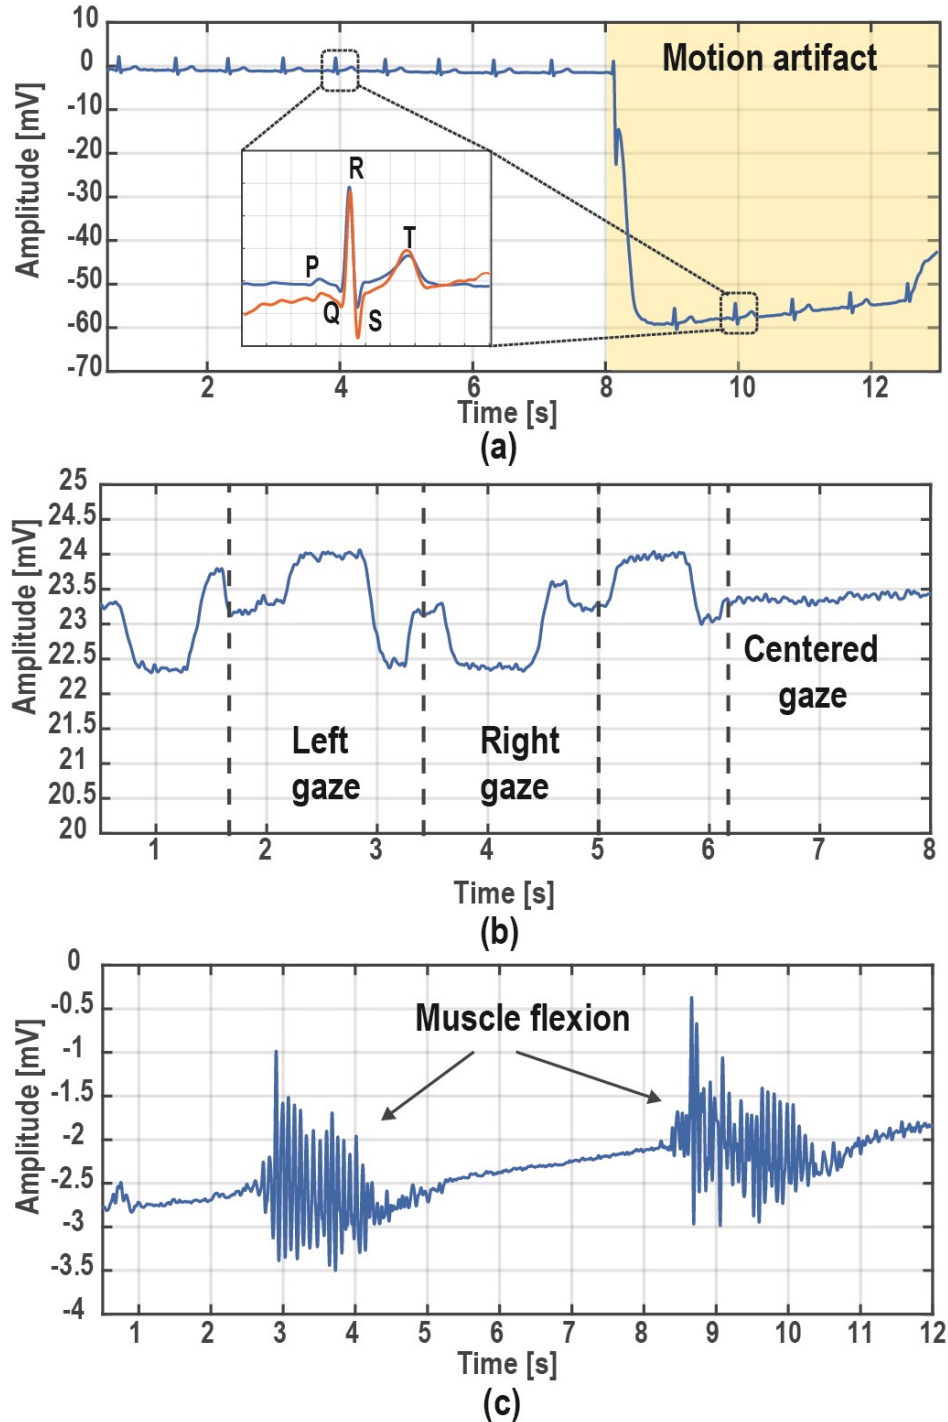 10
0
-10
-20
-30
-40
-50
-60
-70
Amplitude [mV]
Motion artifact
P
R
T
Q
S
2
4
6
8
10
12
Time [s]
(a)
25
24.5
24
23.5
23
22.5
22
21.5
21
20.5
20
Amplitude [mV]
Left
gaze
Right
gaze
Centered
gaze
1
2
3
4
5
6
7
8
Time [s]
(b)
0
-0.5
-1
-1.5
-2
-2.5
-3
-3.5
-4
Amplitude [mV]
Muscle flexion
1
2
3
4
5
6
7
8
9
10
11
12
Time [s]
(c)